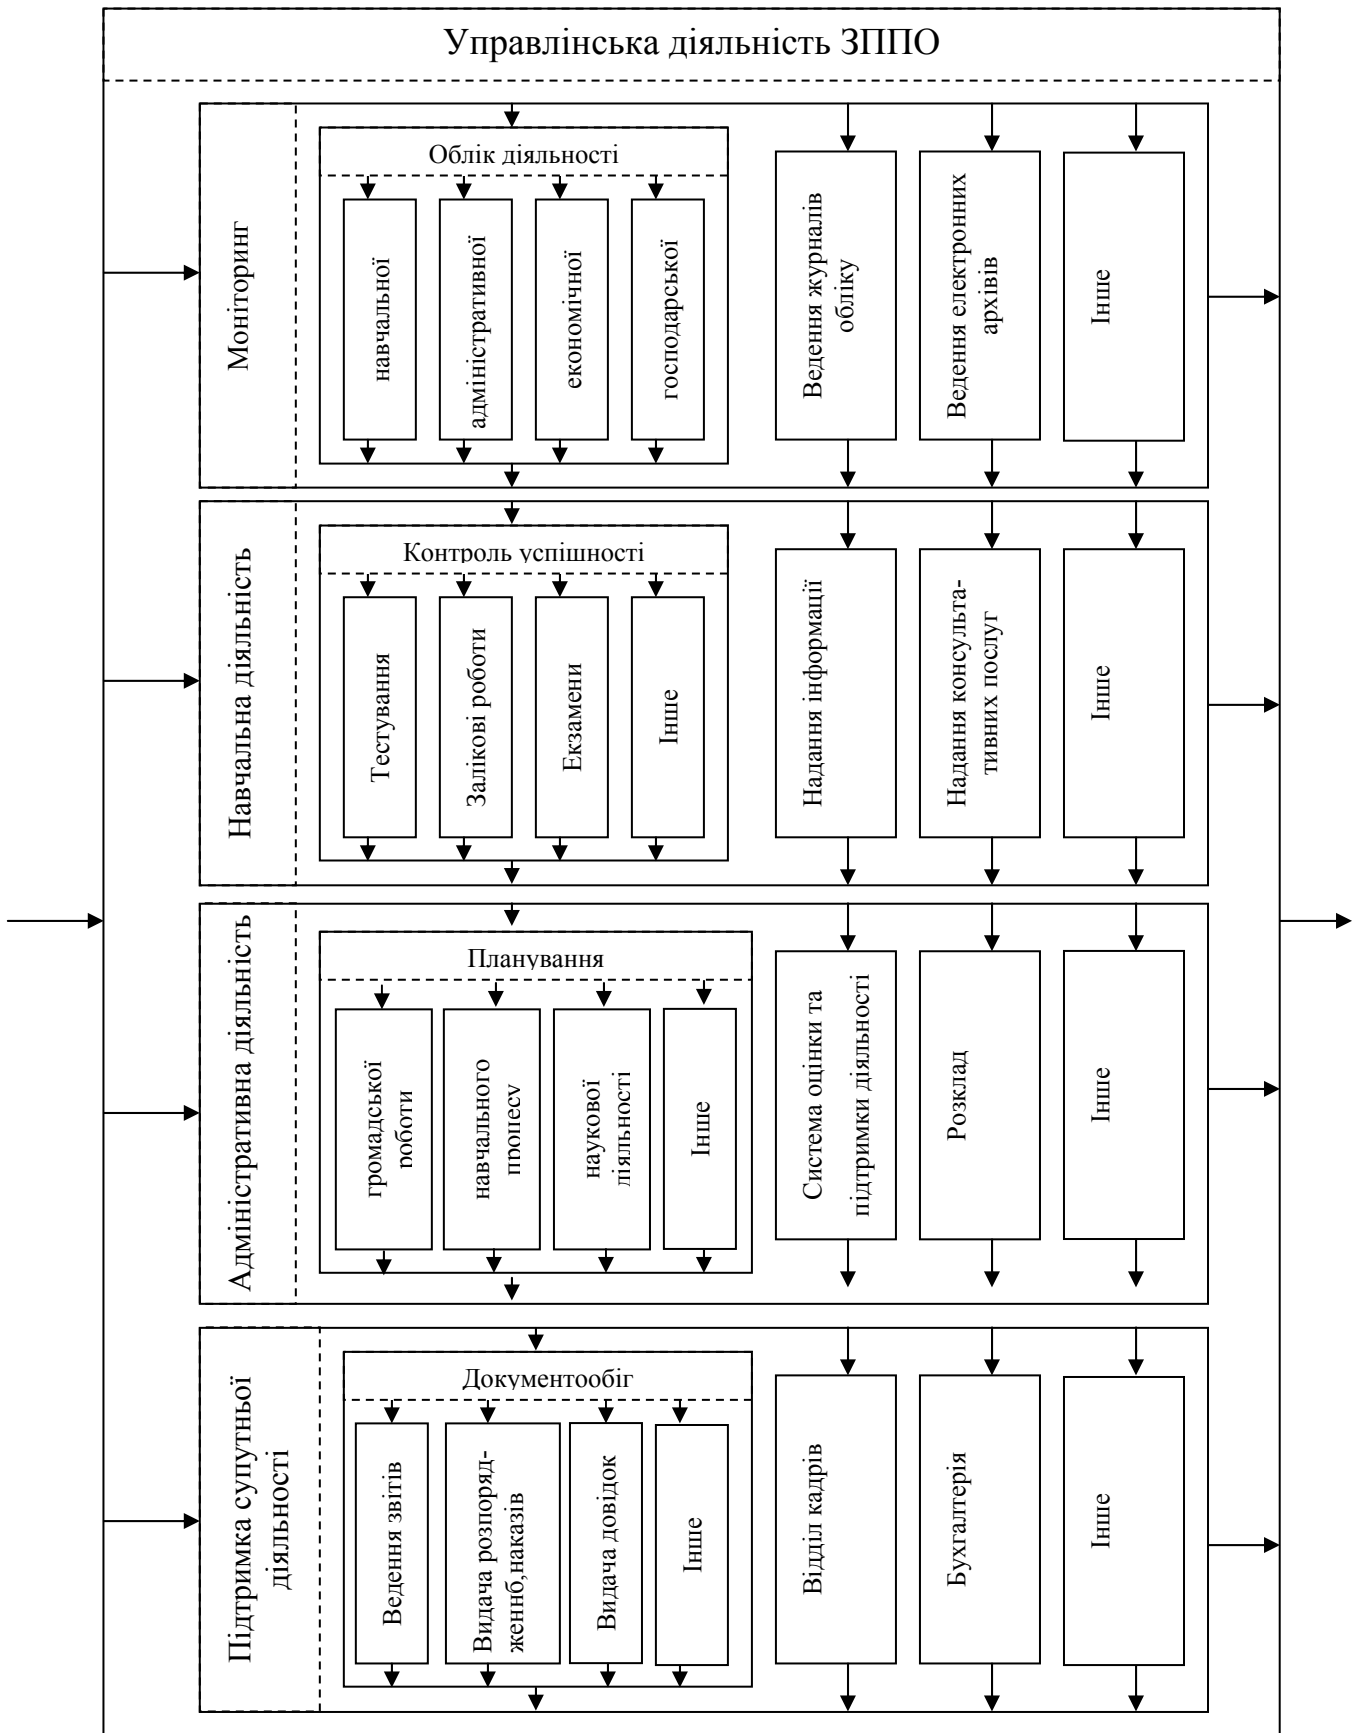 Управлінська діяльність ЗППО
Моніторинг
Облік діяльності
навчальної
адміністративної
економічної
господарської
Ведення журналів
обліку
Ведення електронних
архівів
Інше
Навчальна діяльність
Контроль успішності
Тестування
Залікові роботи
Екзамени
Інше
Надання інформації
Надання консульта-
тивних послуг
Інше
Адміністративна діяльність
Планування
громадської
роботи
навчального
процесу
наукової
діяльності
Інше
Система оцінки та
підтримки діяльності
Розклад
Інше
Підтримка супутньої
діяльності
Документообіг
Ведення звітів
Видача розпоряд-
женнб,наказів
Видача довідок
Інше
Відділ кадрів
Бухгалтерія
Інше